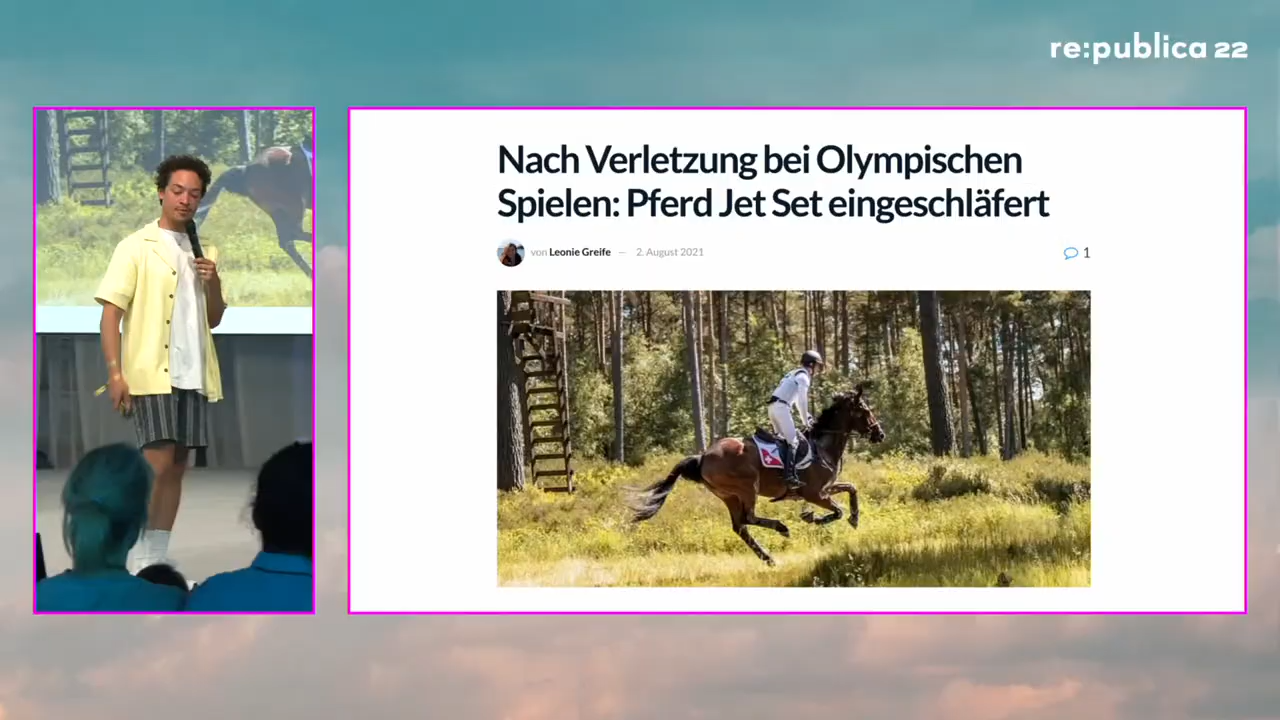 re:publica 22
Nach Verletzung bei Olympischen
Spielen: Pferd Jet Set eingeschläfert
von Leonie Greife — 2. August 2021
1